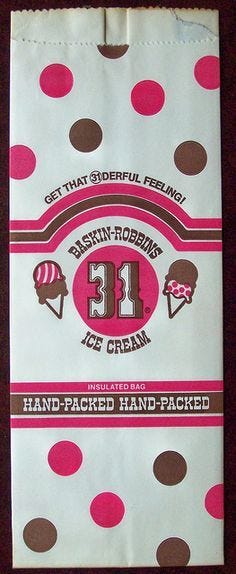 GET THAT 31DERFUL FEELING!
BASKIN-ROBBINS
31®
ICE CREAM
INSULATED BAG
HAND-PACKED HAND-PACKED